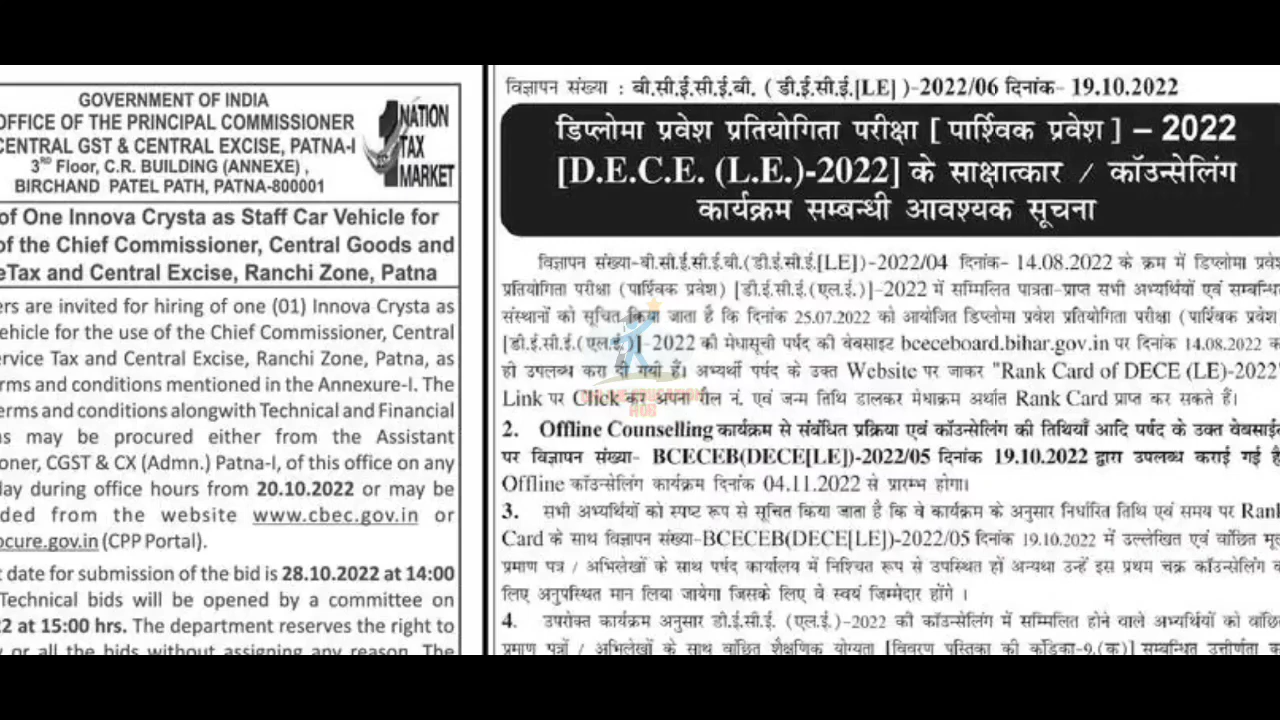 GOVERNMENT OF INDIA
OFFICE OF THE PRINCIPAL COMMISSIONER
CENTRAL GST & CENTRAL EXCISE, PATNA-I
3RD Floor, C.R. BUILDING (ANNEXE) ,
BIRCHAND PATEL PATH, PATNA-800001
NATION
TAX
MARKET
of One Innova Crysta as Staff Car Vehicle for
of the Chief Commissioner, Central Goods and
eTax and Central Excise, Ranchi Zone, Patna
ers are invited for hiring of one (01) Innova Crysta as
ehicle for the use of the Chief Commissioner, Central
ervice Tax and Central Excise, Ranchi Zone, Patna, as
rms and conditions mentioned in the Annexure-I. The
erms and conditions alongwith Technical and Financial
ns may be procured either from the Assistant
oner, CGST & CX (Admn.) Patna-I, of this office on any
day during office hours from 20.10.2022 or may be
ded from the website www.cbec.gov.in or
ocure.gov.in (CPP Portal).
t date for submission of the bid is 28.10.2022 at 14:00
Technical bids will be opened by a committee on
22 at 15:00 hrs. The department reserves the right to
y or all the bids without assigning any reason. The
विज्ञापन संख्या : बी.सी.ई.सी.ई.बी. ( डी.ई.सी.ई.[LE] )-2022/06 दिनांक- 19.10.2022
डिप्लोमा प्रवेश प्रतियोगिता परीक्षा [ पार्श्विक प्रवेश ] – 2022
[D.E.C.E. (L.E.)-2022] के साक्षात्कार / कॉउन्सेलिंग
कार्यक्रम सम्बन्धी आवश्यक सूचना
विज्ञापन संख्या-बी.सी.ई.सी.ई.बी.(डी.ई.सी.ई.[LE])-2022/04 दिनांक- 14.08.2022 के क्रम में डिप्लोमा प्रवेश
प्रतियोगिता परीक्षा (पार्श्विक प्रवेश) [डी.ई.सी.ई.(एल.ई.)]-2022 में सम्मिलित पात्रता-प्राप्त सभी अभ्यर्थियों एवं सम्बन्धि
संस्थानों को सूचित किया जाता है कि दिनांक 25.07.2022 को आयोजित डिप्लोमा प्रवेश प्रतियोगिता परीक्षा (पार्श्विक प्रवेश)
[डी.ई.सी.ई.(एल.ई.)]-2022 की मेधासूची पर्षद की वेबसाइट bceceboard.bihar.gov.in पर दिनांक 14.08.2022 क
हो उपलब्ध करा दी गयी हैं। अभ्यर्थी पर्षद के उक्त Website पर जाकर "Rank Card of DECE (LE)-2022"
Link पर Click कर अपना रौल नं. एवं जन्म तिथि डालकर मेधाक्रम अर्थात Rank Card प्राप्त कर सकते हैं।
2. Offline Counselling कार्यक्रम से संबंधित प्रक्रिया एवं कॉउन्सेलिंग की तिथियाँ आदि पर्षद के उक्त वेबसाईट
पर विज्ञापन संख्या- BCECEB(DECE[LE])-2022/05 दिनांक 19.10.2022 द्वारा उपलब्ध कराई गई है
Offline कॉउन्सेलिंग कार्यक्रम दिनांक 04.11.2022 से प्रारम्भ होगा।
3. सभी अभ्यर्थियों को स्पष्ट रूप से सूचित किया जाता है कि वे कार्यक्रम के अनुसार निर्धारित तिथि एवं समय पर Rank
Card के साथ विज्ञापन संख्या-BCECEB(DECE[LE])-2022/05 दिनांक 19.10.2022 में उल्लेखित एवं वांछित मूल
प्रमाण पत्र / अभिलेखों के साथ पर्षद कार्यालय में निश्चित रूप से उपस्थित हों अन्यथा उन्हें इस प्रथम चक्र कॉउन्सेलिंग क
लिए अनुपस्थित मान लिया जायेगा जिसके लिए वे स्वयं जिम्मेदार होंगे ।
4. उपरोक्त कार्यक्रम अनुसार डी.ई.सी.ई. (एल.ई.)-2022 की कॉउन्सेलिंग में सम्मिलित होने वाले अभ्यर्थियों को वांछि
प्रमाण पत्रों / अभिलेखों के साथ वांछित शैक्षणिक योग्यता [विवरण पुस्तिका की कंडिका-9.(क)] सम्बन्धित उत्तीर्णता क